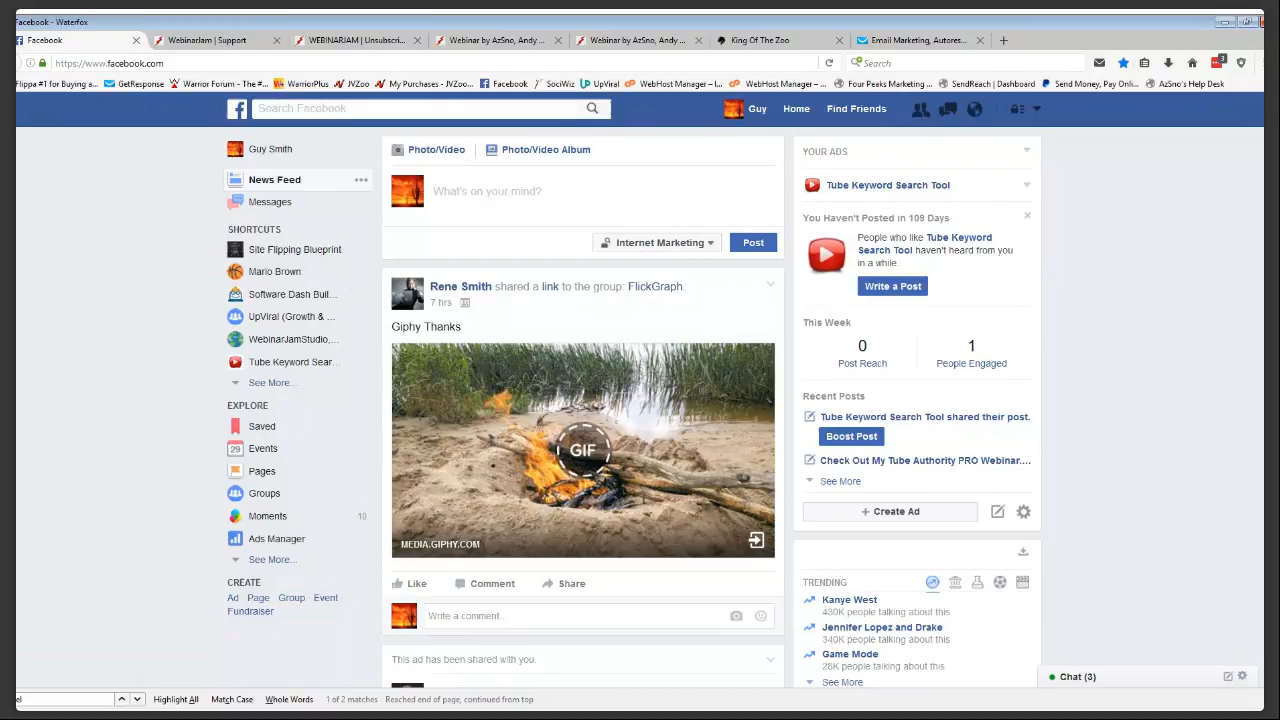 Facebook - Waterfox
Facebook
WebinarJam | Support
WEBINARJAM | Unsubscri...
Webinar by AzSno, Andy ...
Webinar by AzSno, Andy ...
King Of The Zoo
Email Marketing, Autores...
https://www.facebook.com
Search
3
Flippa #1 for Buying a...
GetResponse
Warrior Forum - The #...
WarriorPlus
JVZoo
My Purchases - JVZoo...
Facebook
SociWiz
UpViral
WebHost Manager – l...
WebHost Manager –...
Four Peaks Marketing ...
SendReach | Dashboard
Send Money, Pay Onli...
AzSno's Help Desk
Search Facebook
Guy
Home
Find Friends
Guy Smith
News Feed
Messages
SHORTCUTS
Site Flipping Blueprint
Mario Brown
Software Dash Buil...
UpViral (Growth & ...
WebinarJamStudio,...
Tube Keyword Sear...
See More...
EXPLORE
Saved
29 Events
Pages
Groups
Moments 10
Ads Manager
See More...
CREATE
Ad Page Group Event
Fundraiser
Photo/Video
Photo/Video Album
What's on your mind?
Internet Marketing
Post
Rene Smith shared a link to the group: FlickGraph.
7 hrs
Giphy Thanks
GIF
MEDIA.GIPHY.COM
Like
Comment
Share
Write a comment...
This ad has been shared with you.
YOUR ADS
Tube Keyword Search Tool
You Haven't Posted in 109 Days
People who like Tube Keyword
Search Tool haven't heard from you
in a while.
Write a Post
This Week
0
Post Reach
1
People Engaged
Recent Posts
Tube Keyword Search Tool shared their post.
Boost Post
Check Out My Tube Authority PRO Webinar....
See More
+ Create Ad
TRENDING
Kanye West
430K people talking about this
Jennifer Lopez and Drake
340K people talking about this
Game Mode
26K people talking about this
See More
Chat (3)
el
Highlight All
Match Case
Whole Words
1 of 2 matches
Reached end of page, continued from top